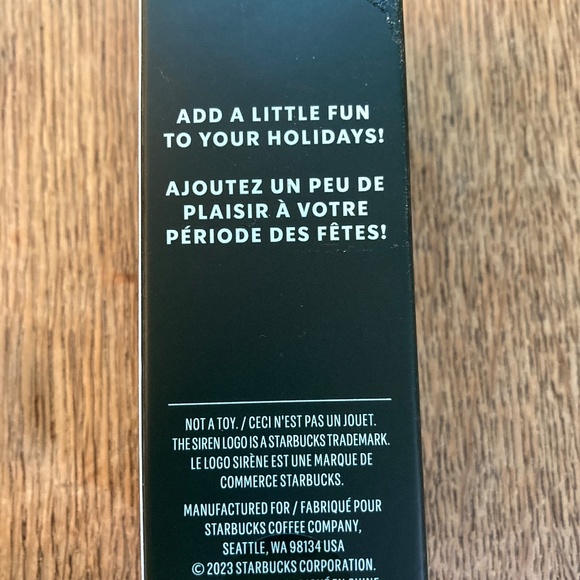 ADD A LITTLE FUN
TO YOUR HOLIDAYS!
AJOUTEZ UN PEU DE
PLAISIR À VOTRE
PÉRIODE DES FÊTES!
NOT A TOY. / CECI N'EST PAS UN JOUET.
THE SIREN LOGO IS A STARBUCKS TRADEMARK.
LE LOGO SIRÈNE EST UNE MARQUE DE
COMMERCE STARBUCKS.
MANUFACTURED FOR / FABRIQUÉ POUR
STARBUCKS COFFEE COMPANY,
SEATTLE, WA 98134 USA
© 2023 STARBUCKS CORPORATION.